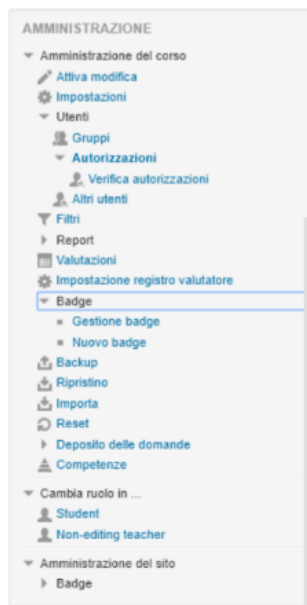 AMMINISTRAZIONE
Amministrazione del corso
Attiva modifica
Impostazioni
Utenti
Gruppi
Autorizzazioni
Verifica autorizzazioni
Altri utenti
Filtri
Report
Valutazioni
Impostazione registro valutatore
Badge
Gestione badge
Nuovo badge
Backup
Ripristino
Importa
Reset
Deposito delle domande
Competenze
Cambia ruolo in ...
Student
Non-editing teacher
Amministrazione del sito
Badge